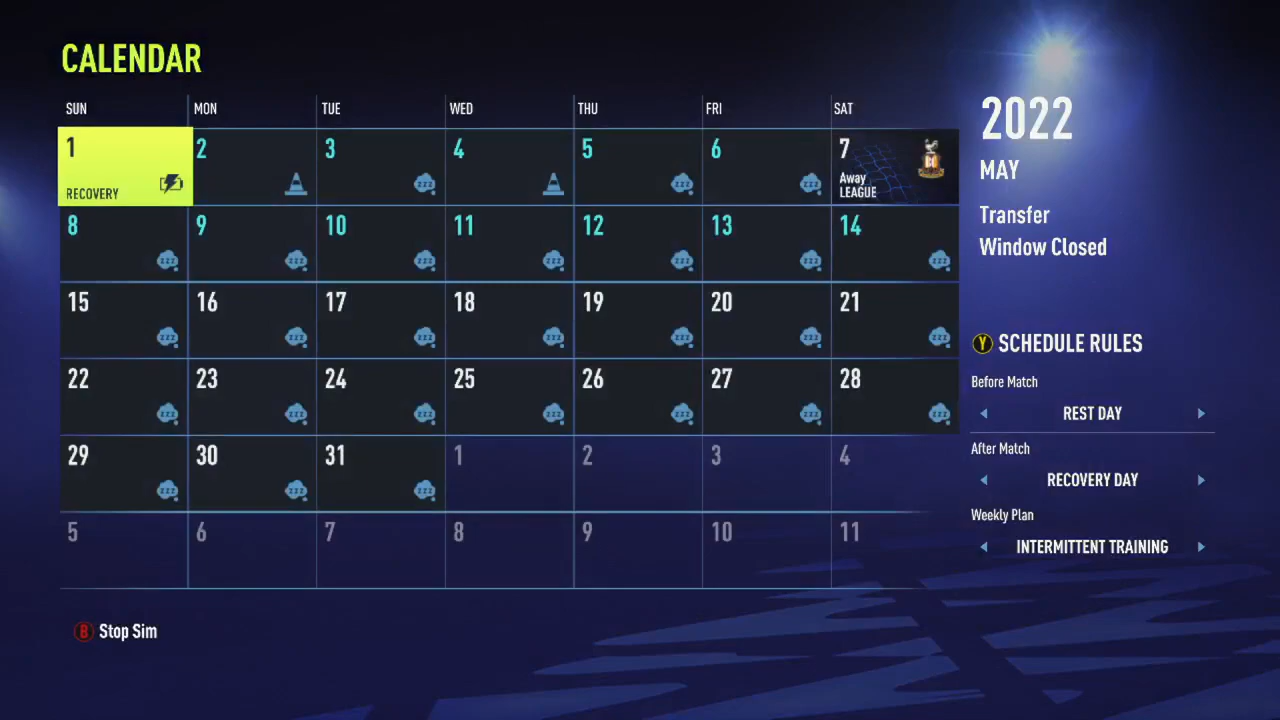 CALENDAR
SUN MON TUE WED THU FRI SAT
1 2 3 4 5 6 7
RECOVERY
Away
LEAGUE
8 9 10 11 12 13 14
15 16 17 18 19 20 21
22 23 24 25 26 27 28
29 30 31 1 2 3 4
5 6 7 8 9 10 11
2022
MAY
Transfer
Window Closed
Y SCHEDULE RULES
Before Match
REST DAY
After Match
RECOVERY DAY
Weekly Plan
INTERMITTENT TRAINING
B Stop Sim